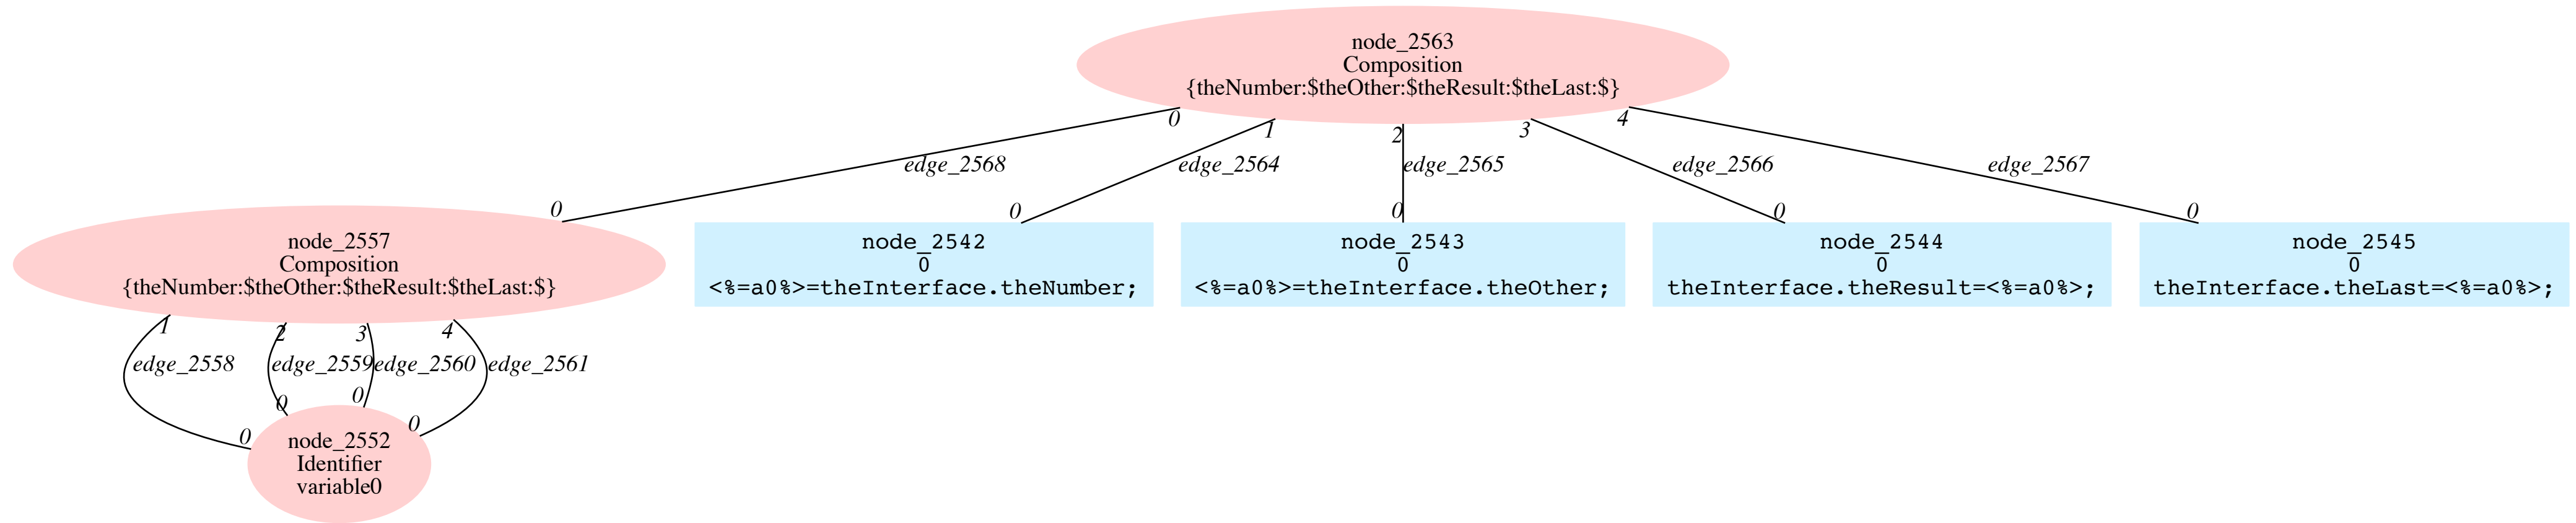 node_2563
Composition
{theNumber:$theOther:$theResult:$theLast:$}
0
1
2
3
4
edge_2568
edge_2564
edge_2565
edge_2566
edge_2567
0
0
0
0
0
node_2557
Composition
{theNumber:$theOther:$theResult:$theLast:$}
node_2542
0
<%=a0%>=theInterface.theNumber;
node_2543
0
<%=a0%>=theInterface.theOther;
node_2544
0
theInterface.theResult=<%=a0%>;
node_2545
0
theInterface.theLast=<%=a0%>;
1
2
3
4
edge_2558
edge_2559
edge_2560
edge_2561
0
0
0
0
node_2552
Identifier
variable0